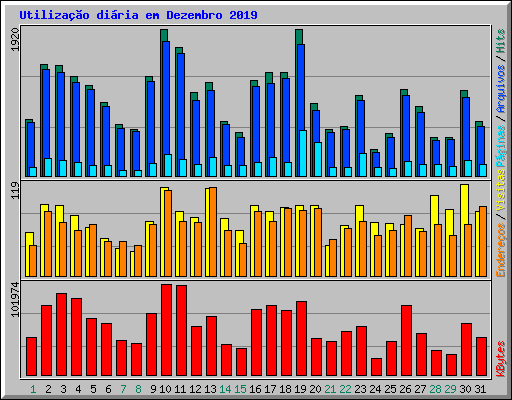 Utilização diária em Dezembro 2019
1920
119
101974
Endereços / Visitas Páginas / Arquivos / Hits
KBytes
1 2 3 4 5 6 7 8 9 10 11 12 13 14 15 16 17 18 19 20 21 22 23 24 25 26 27 28 29 30 31